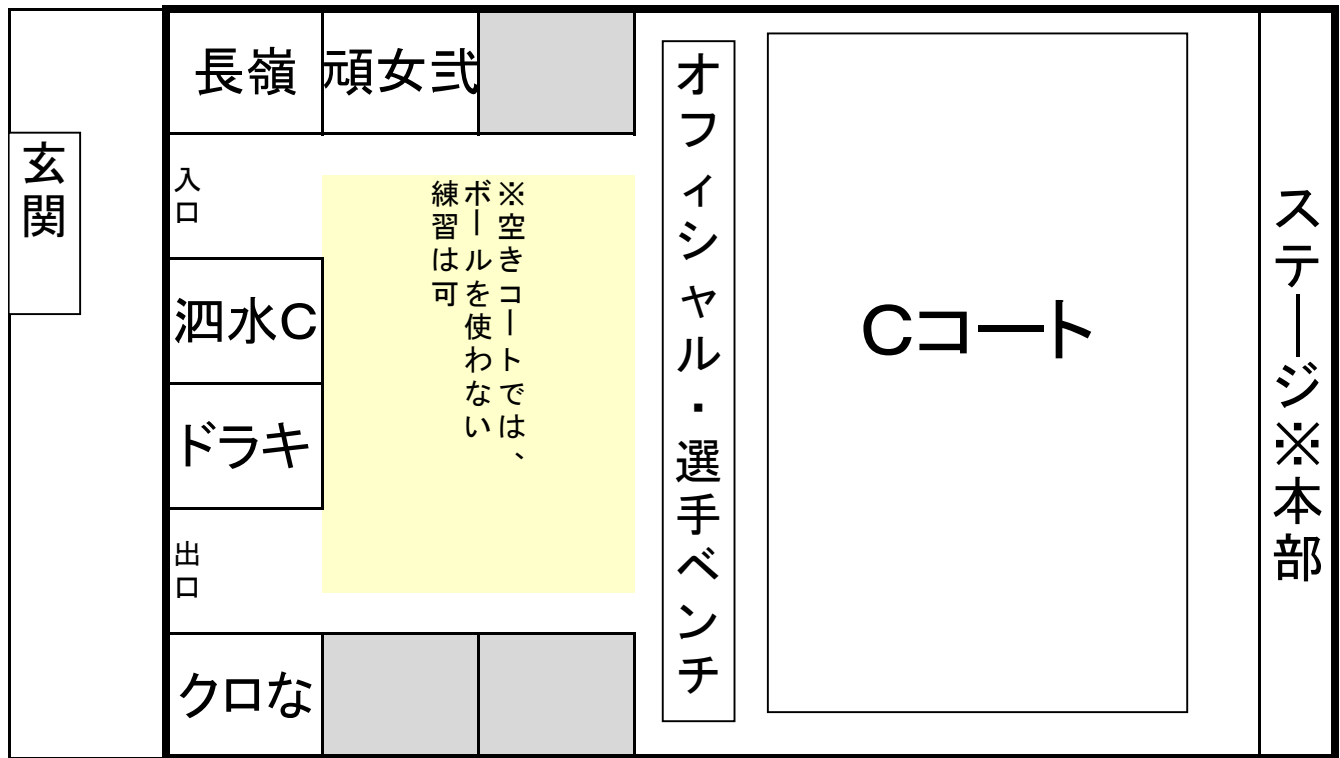 長嶺
頑女弐
玄関
入口
※空きコートでは、
ボールを使わない
練習は可
泗水C
ドラキ
出口
クロな
オフィシャル・選手ベンチ
Cコート
ステージ※本部